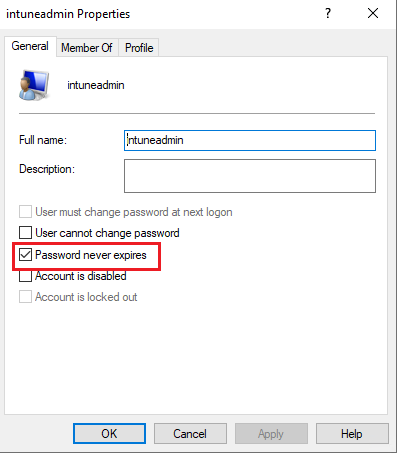 intuneadmin Properties
?
General
Member Of
Profile
intuneadmin
Full name:
intuneadmin
Description:
User must change password at next logon
User cannot change password
Password never expires
Account is disabled
Account is locked out
OK
Cancel
Apply
Help